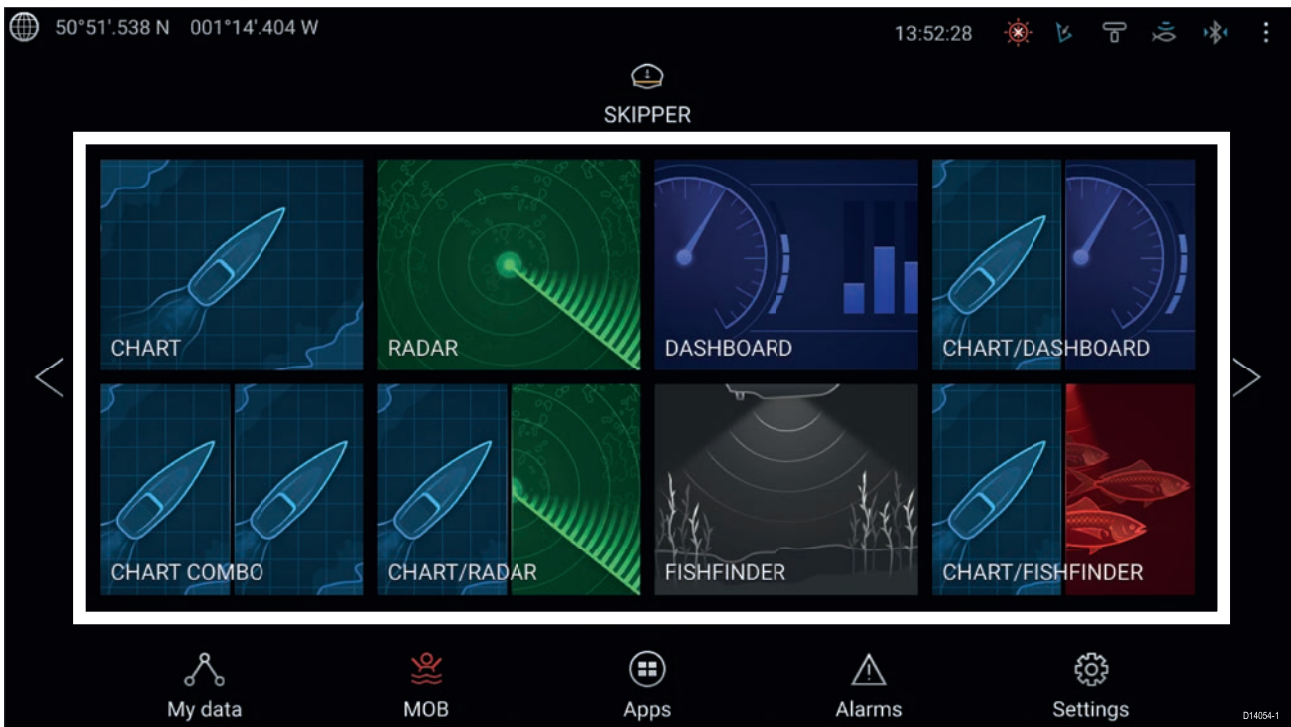 50°51'.538 N 001°14'.404 W
13:52:28
SKIPPER
CHART
RADAR
DASHBOARD
CHART/DASHBOARD
CHART COMBO
CHART/RADAR
FISHFINDER
CHART/FISHFINDER
My data
MOB
Apps
Alarms
Settings
D14054-1